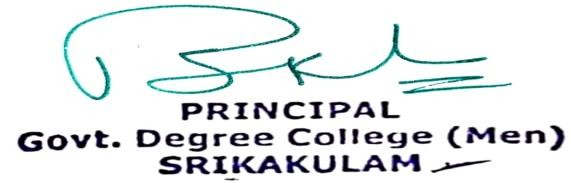 PRINCIPAL
Govt. Degree College (Men)
SRIKAKULAM